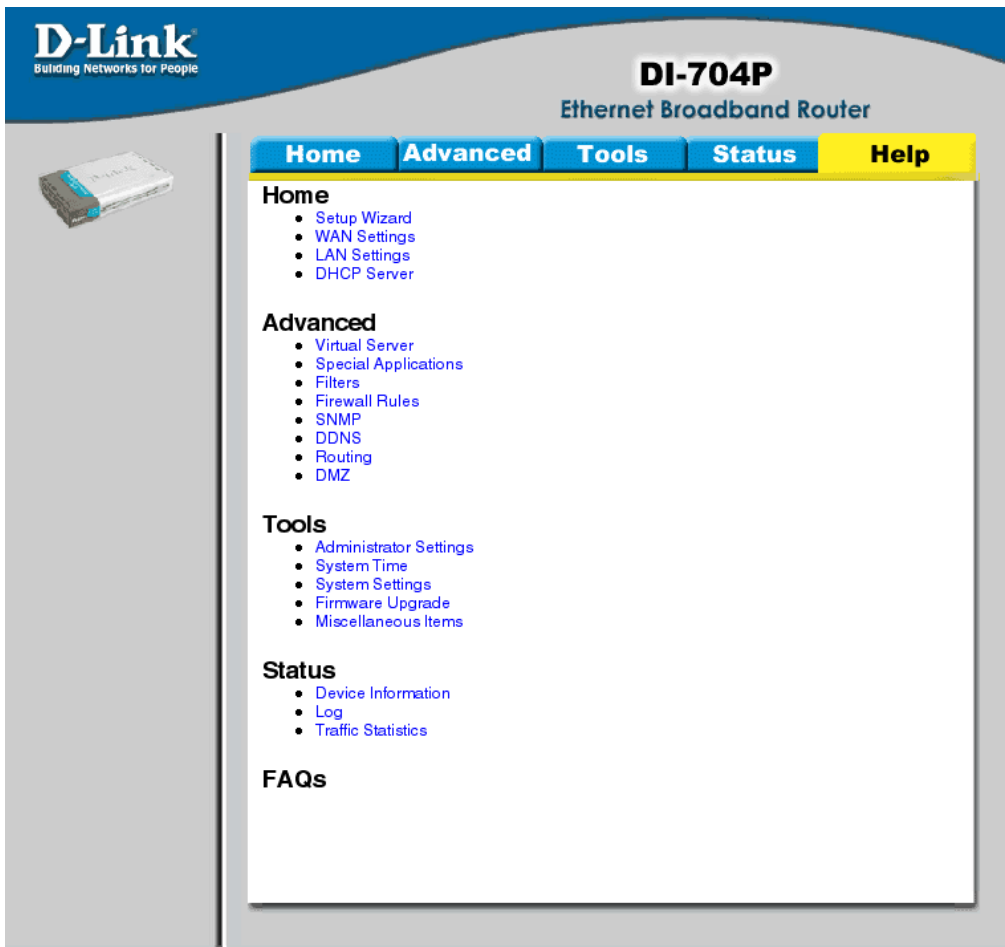 D-Link
Building Networks for People
DI-704P
Ethernet Broadband Router
Home Advanced Tools Status Help
Home
Setup Wizard
WAN Settings
LAN Settings
DHCP Server
Advanced
Virtual Server
Special Applications
Filters
Firewall Rules
SNMP
DDNS
Routing
DMZ
Tools
Administrator Settings
System Time
System Settings
Firmware Upgrade
Miscellaneous Items
Status
Device Information
Log
Traffic Statistics
FAQs